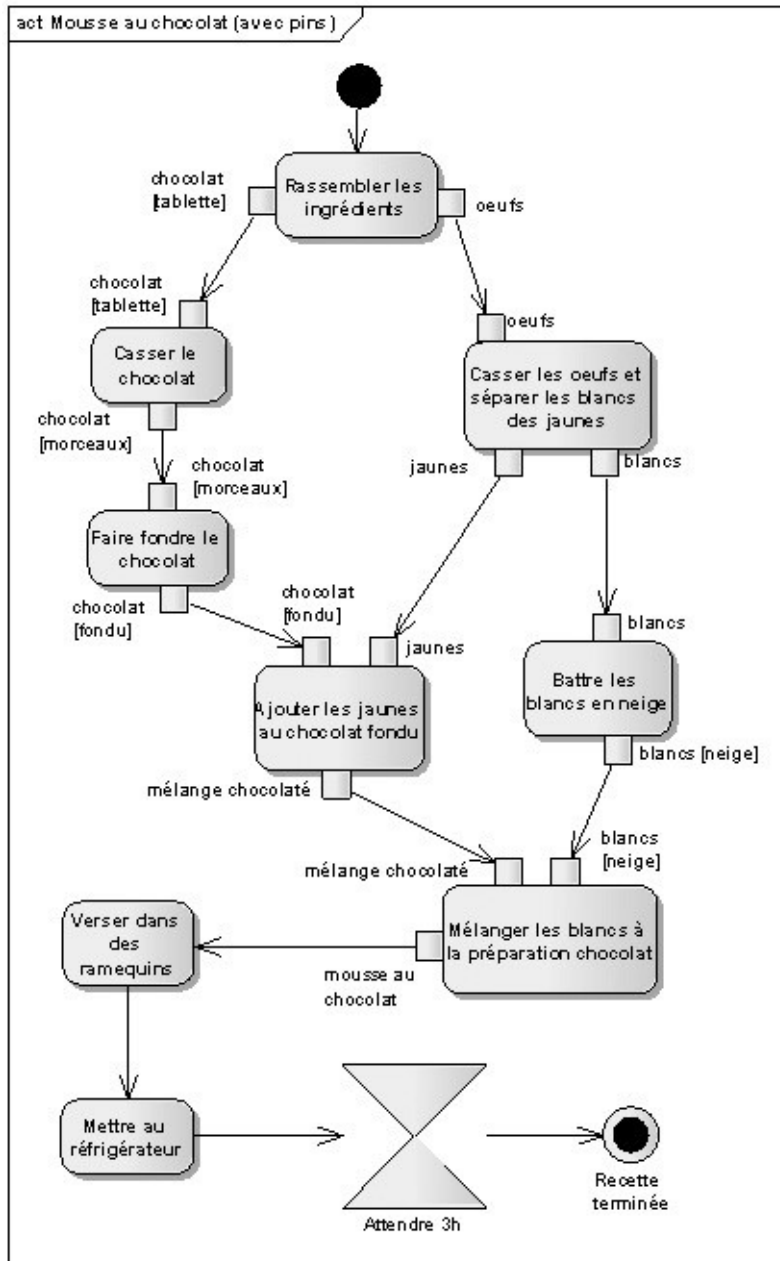 act Mousse au chocolat (avec pins)
chocolat
[tablette]
Rassembler les
ingrédients
oeufs
chocolat
[tablette]
oeufs
Casser le
chocolat
Casser les oeufs et
séparer les blancs
des jaunes
chocolat
[morceaux]
chocolat
[morceaux]
jaunes
blancs
Faire fondre le
chocolat
chocolat
[fondu]
chocolat
[fondu]
jaunes
blancs
Ajouter les jaunes
au chocolat fondu
Battre les
blancs en neige
mélange chocolaté
blancs [neige]
mélange chocolaté
blancs
[neige]
Verser dans
des
ramequins
Mélanger les blancs à
la préparation chocolat
mousse au
chocolat
Mettre au
réfrigérateur
Attendre 3h
Recette
terminée